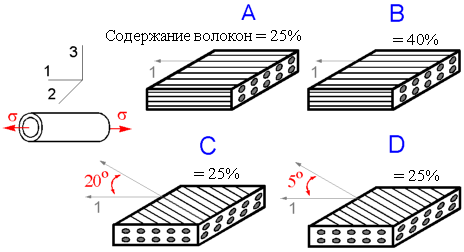 A
B
Содержание волокон = 25%
= 40%
3
1
2
1
1
σ
σ
C
D
20°
= 25%
5°
= 25%
1
1